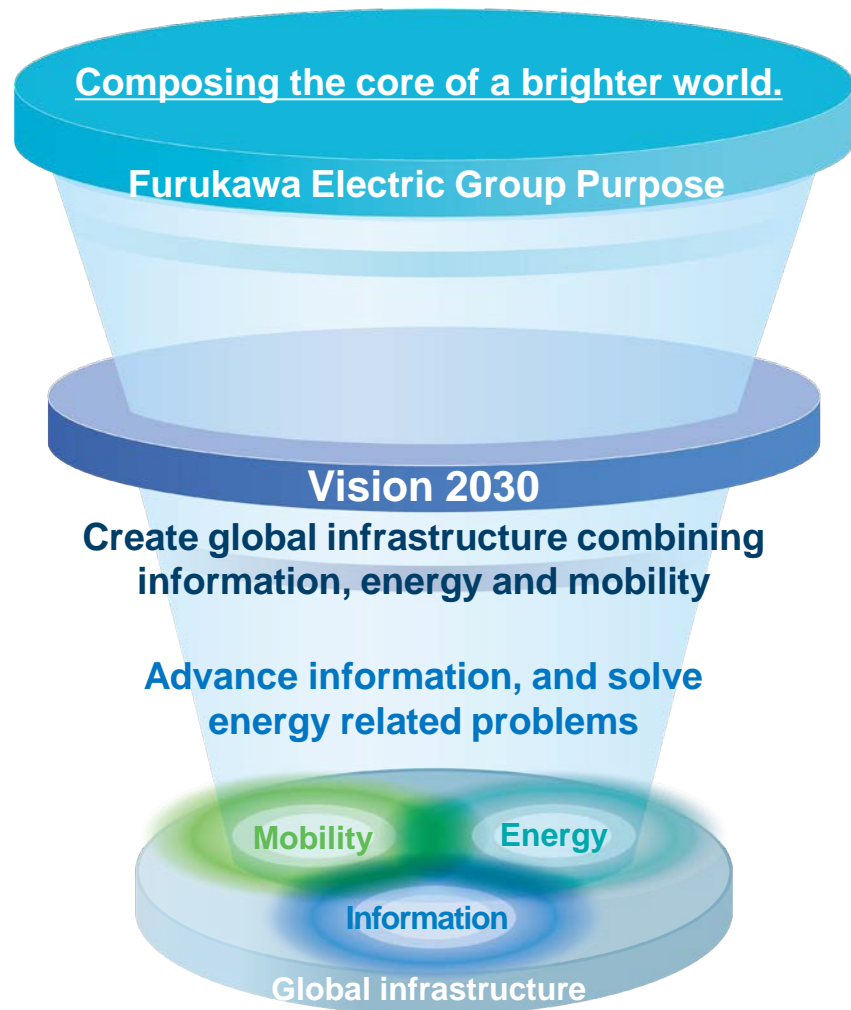 Composing the core of a brighter world.
Furukawa Electric Group Purpose
Vision 2030
Create global infrastructure combining
information, energy and mobility
Advance information, and solve
energy related problems
Mobility
Energy
Information
Global infrastructure